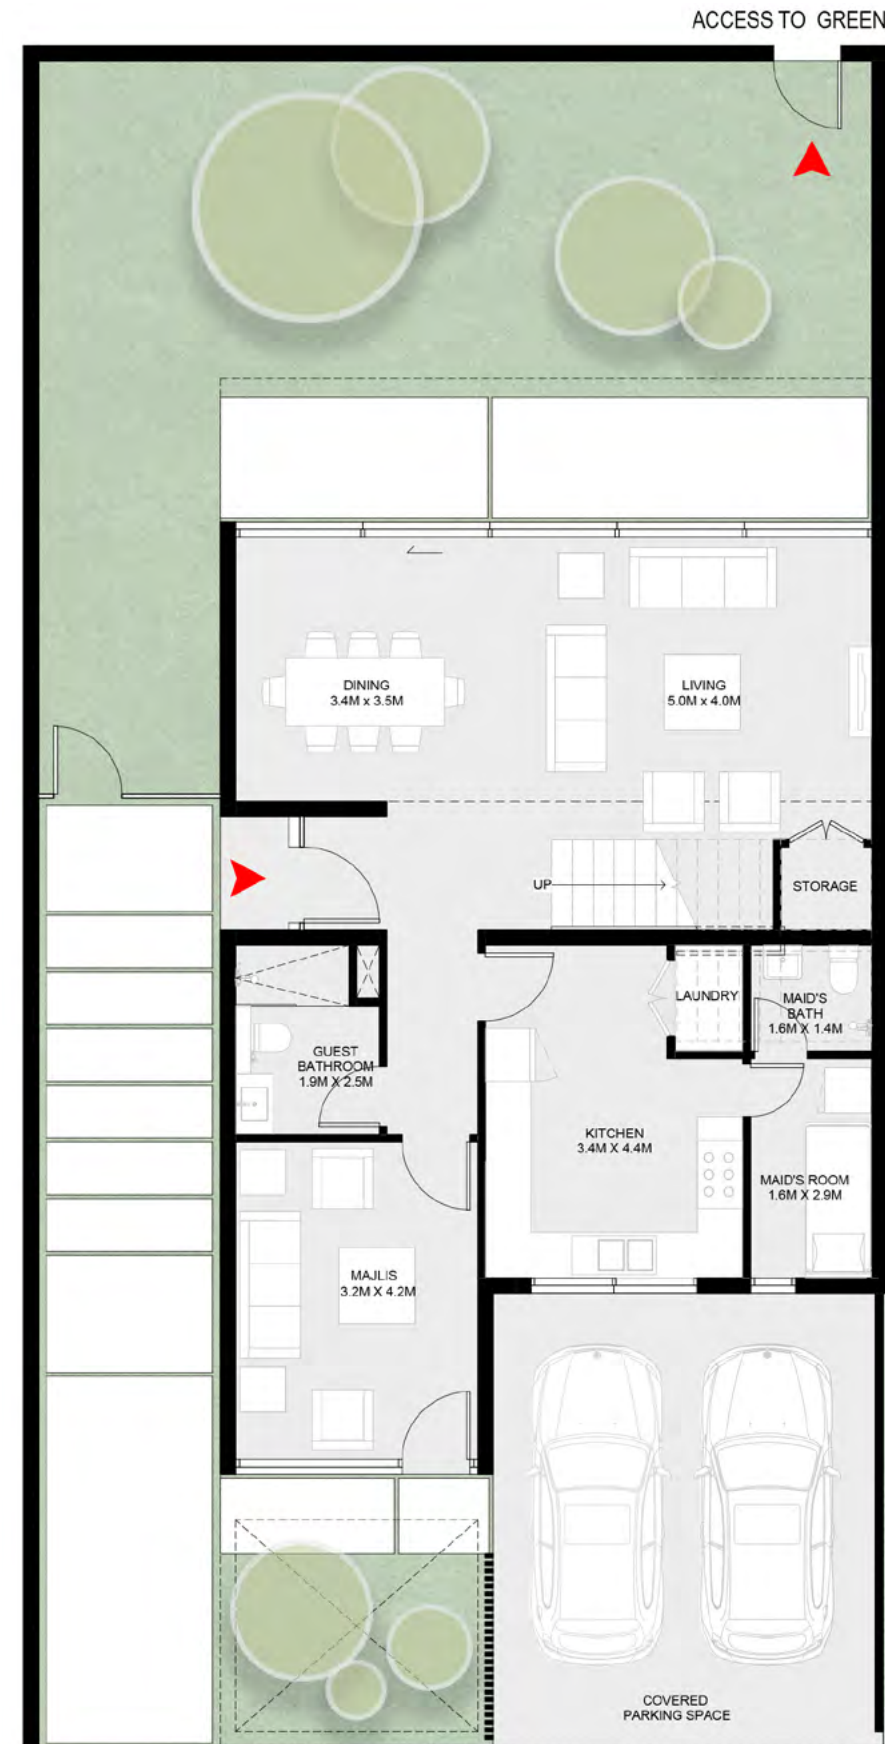 ACCESS TO GREEN
DINING
3.4M x 3.5M
LIVING
5.0M x 4.0M
UP
STORAGE
LAUNDRY
MAID'S
BATH
1.6M X 1.4M
GUEST
BATHROOM
1.9M X 2.5M
KITCHEN
3.4M X 4.4M
MAID'S ROOM
1.6M X 2.9M
MAJLIS
3.2M X 4.2M
COVERED
PARKING SPACE